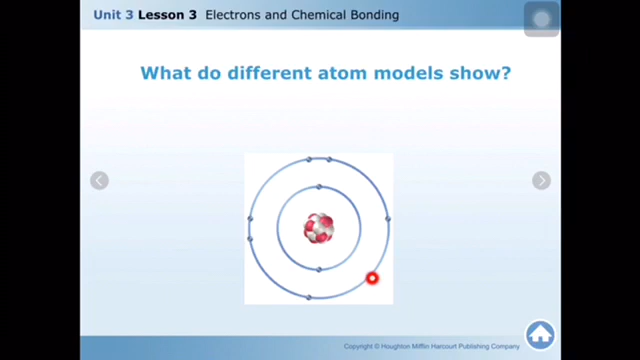 Unit 3 Lesson 3 Electrons and Chemical Bonding
What do different atom models show?
Copyright © Houghton Mifflin Harcourt Publishing Company